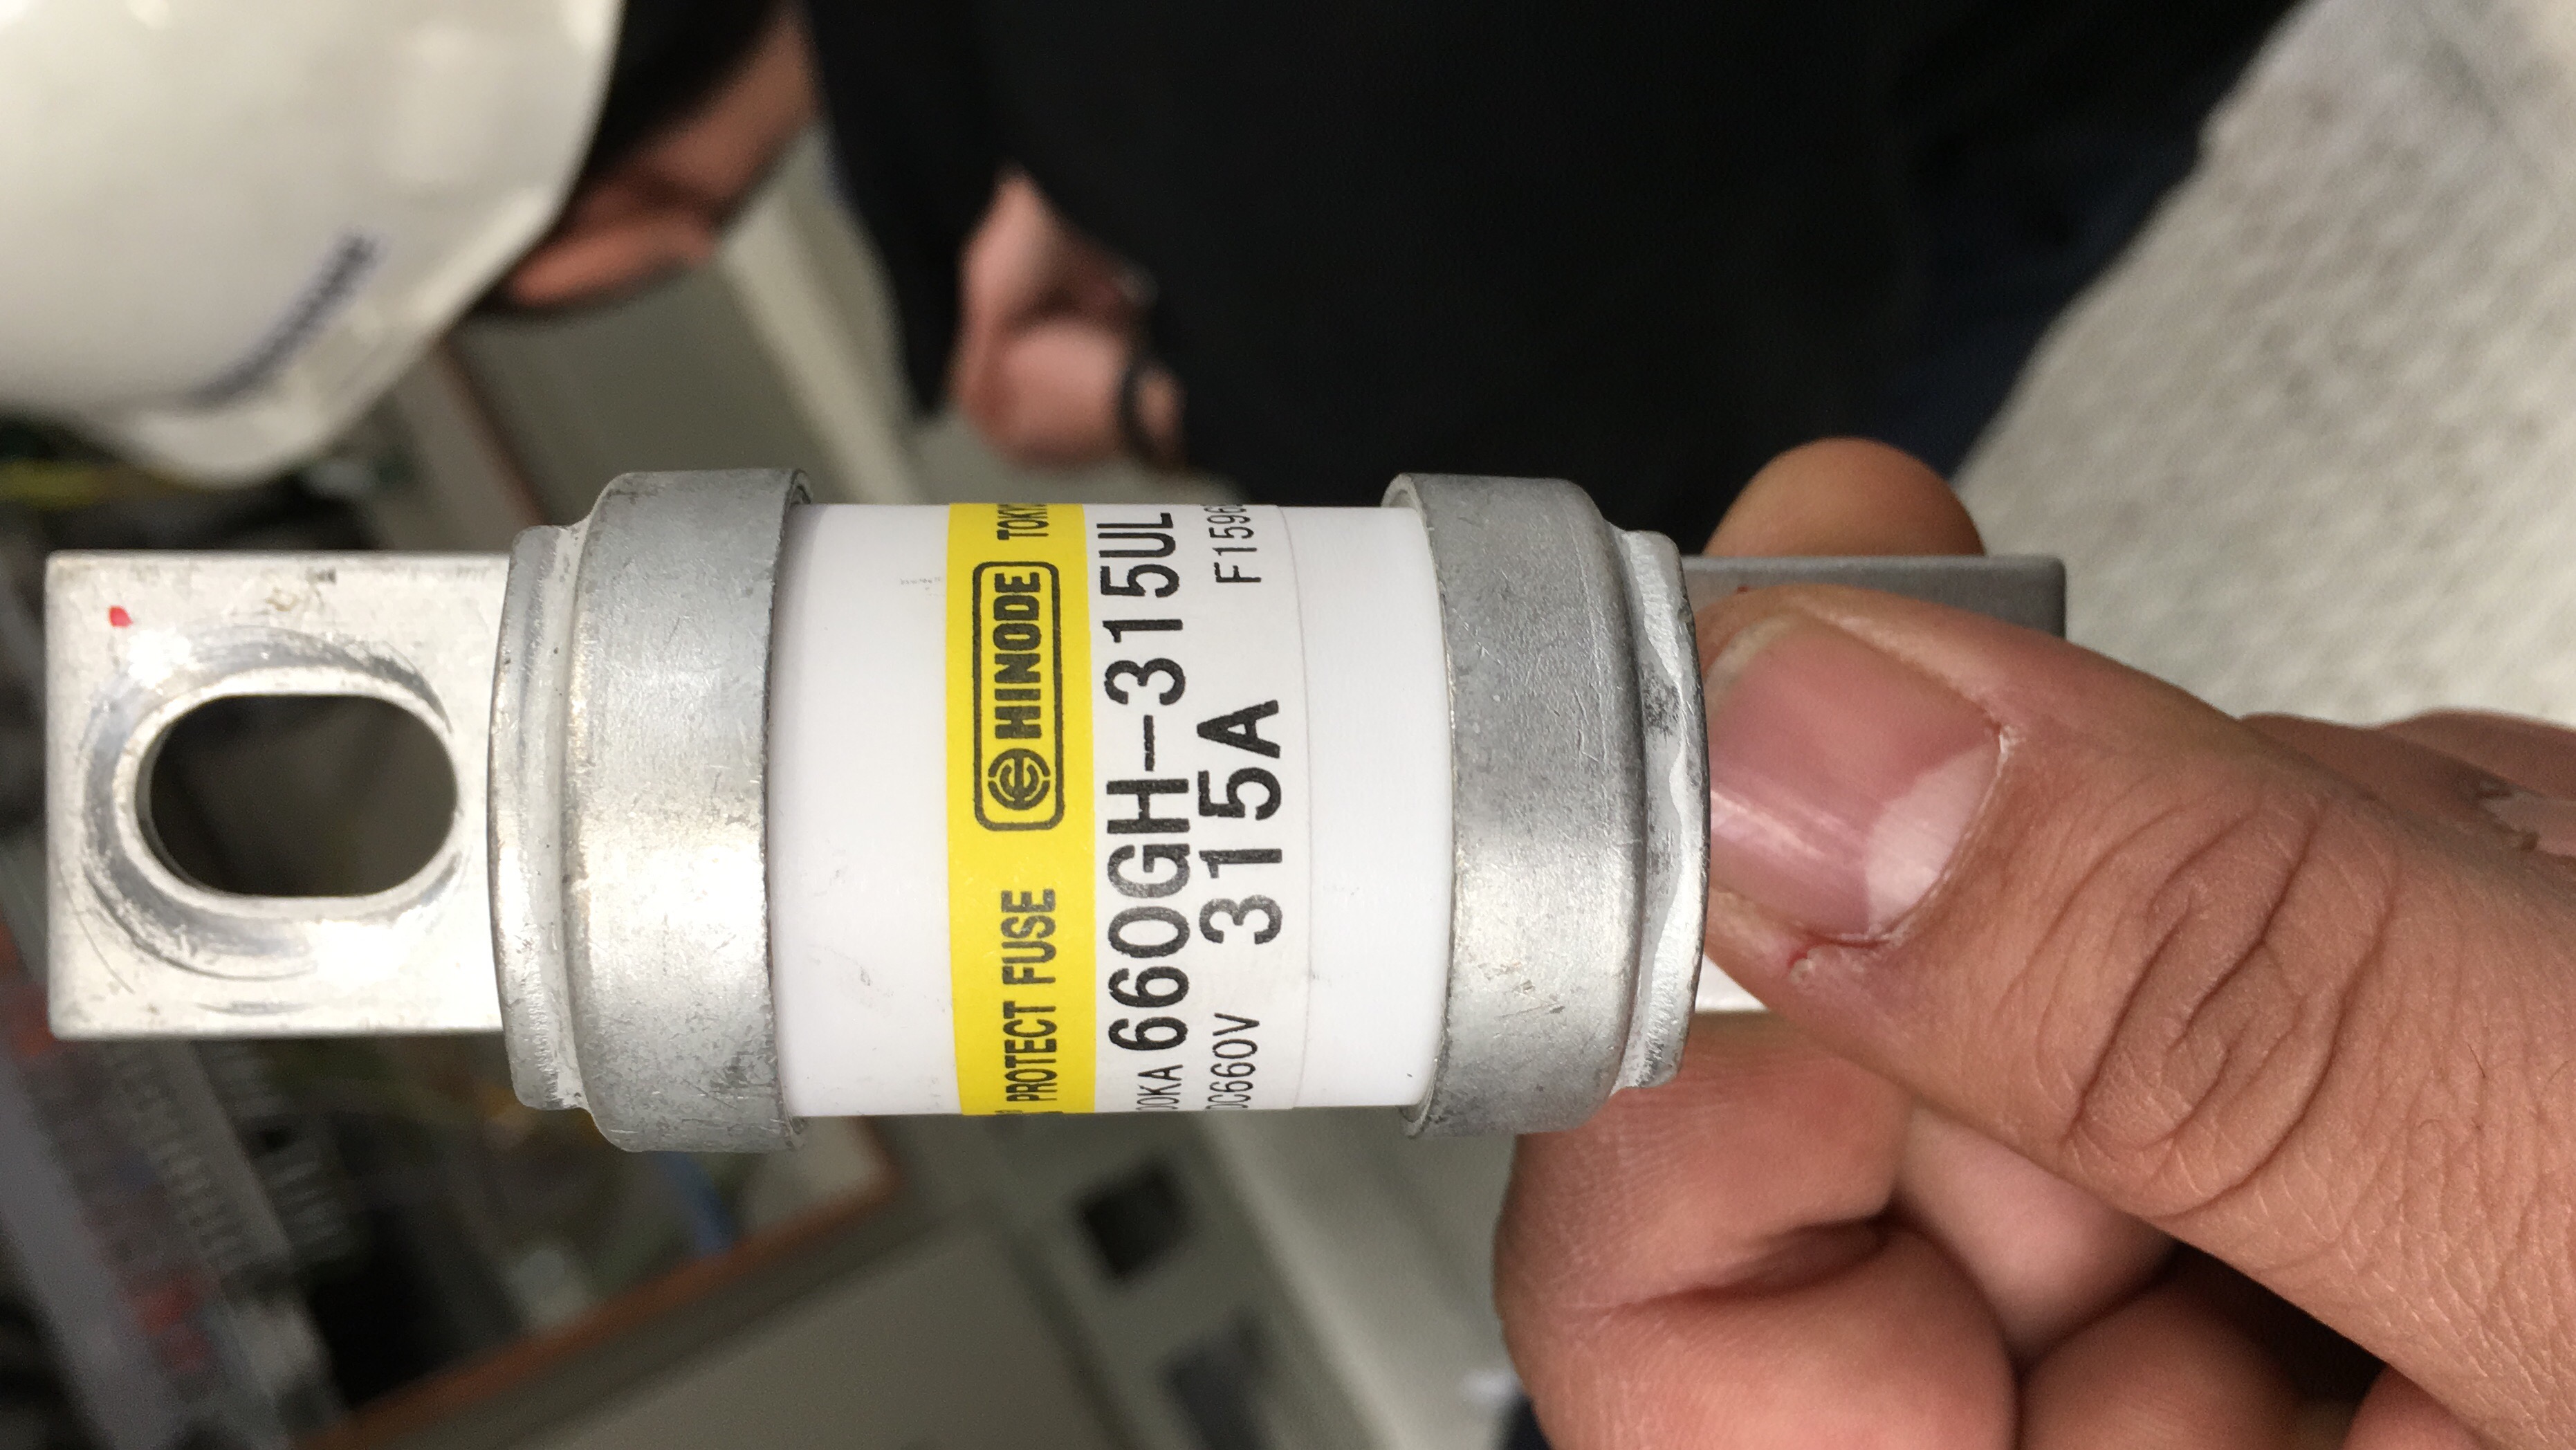 PROTECT FUSE HINODE
660GH-315UL
DC660V 315A